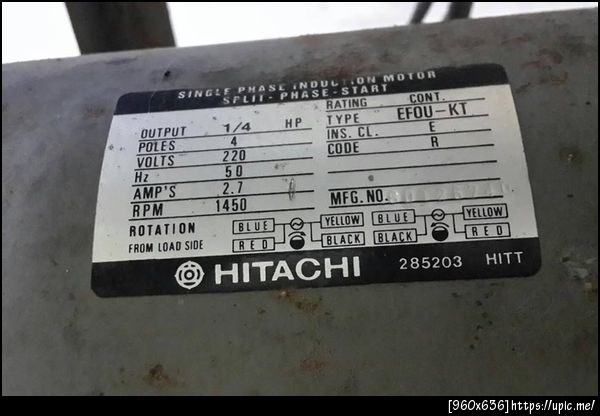 SINGLE PHASE INDUCTION MOTOR
SPLIT-PHASE-START
OUTPUT 1/4 HP
POLES 4
VOLTS 220
Hz 50
AMP'S 2.7
RPM 1450
RATING CONT.
TYPE EFOU-KT
INS. CL. E
CODE R
MFG. NO.
ROTATION
FROM LOAD SIDE
BLUE YELLOW BLUE YELLOW
RED BLACK BLACK RED
HITACHI 285203 HITT
[960x636]https://upic.me/